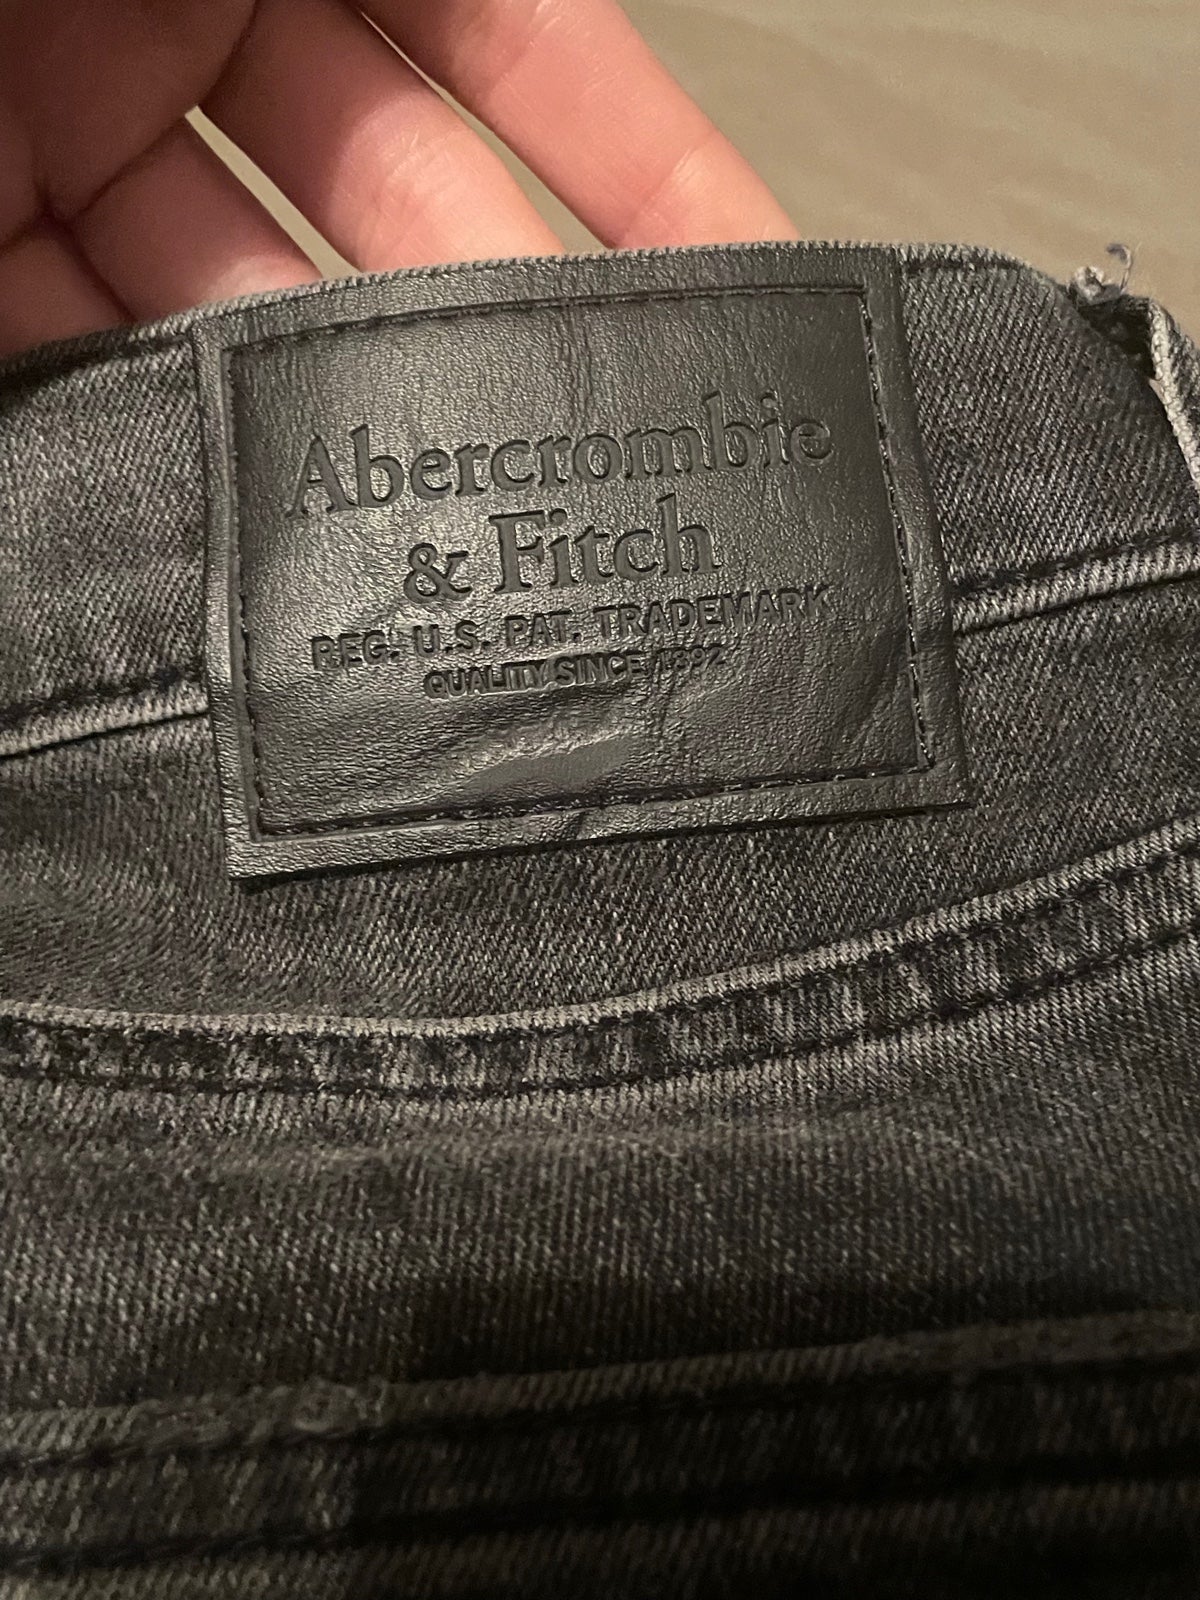 Abercrombie
& Fitch
REG. U.S. PAT. TRADEMARK
QUALITY SINCE 1892